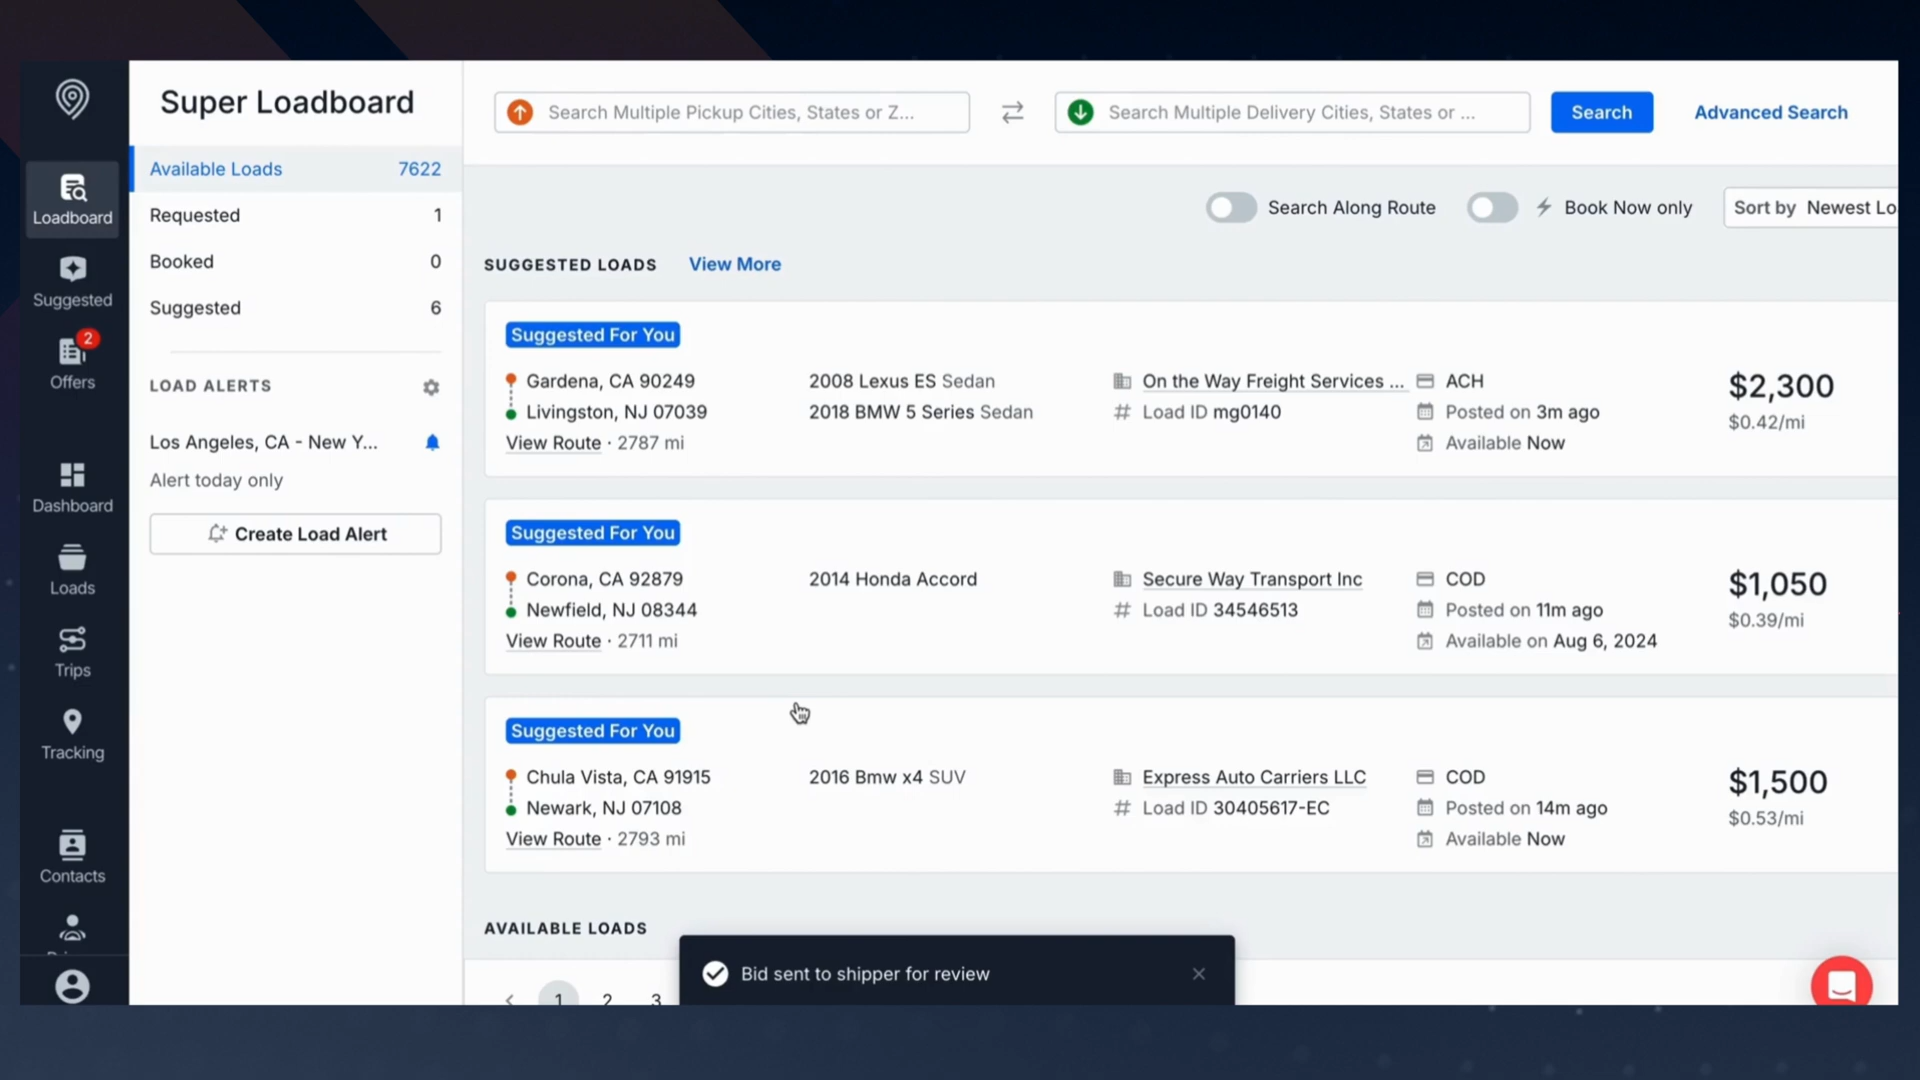 Super Loadboard
Search Multiple Pickup Cities, States or Z...
Search Multiple Delivery Cities, States or ...
Search
Advanced Search
Loadboard
Suggested
2
Offers
Dashboard
Loads
Trips
Tracking
Contacts
Available Loads 7622
Requested 1
Booked 0
Suggested 6
LOAD ALERTS
Los Angeles, CA - New Y...
Alert today only
Create Load Alert
Search Along Route
Book Now only
Sort by Newest Lo
SUGGESTED LOADS View More
Suggested For You
Gardena, CA 90249
Livingston, NJ 07039
View Route · 2787 mi
2008 Lexus ES Sedan
2018 BMW 5 Series Sedan
On the Way Freight Services ...
# Load ID mg0140
ACH
Posted on 3m ago
Available Now
$2,300
$0.42/mi
Suggested For You
Corona, CA 92879
Newfield, NJ 08344
View Route · 2711 mi
2014 Honda Accord
Secure Way Transport Inc
# Load ID 34546513
COD
Posted on 11m ago
Available on Aug 6, 2024
$1,050
$0.39/mi
Suggested For You
Chula Vista, CA 91915
Newark, NJ 07108
View Route · 2793 mi
2016 Bmw x4 SUV
Express Auto Carriers LLC
# Load ID 30405617-EC
COD
Posted on 14m ago
Available Now
$1,500
$0.53/mi
AVAILABLE LOADS
Bid sent to shipper for review
1 2 3